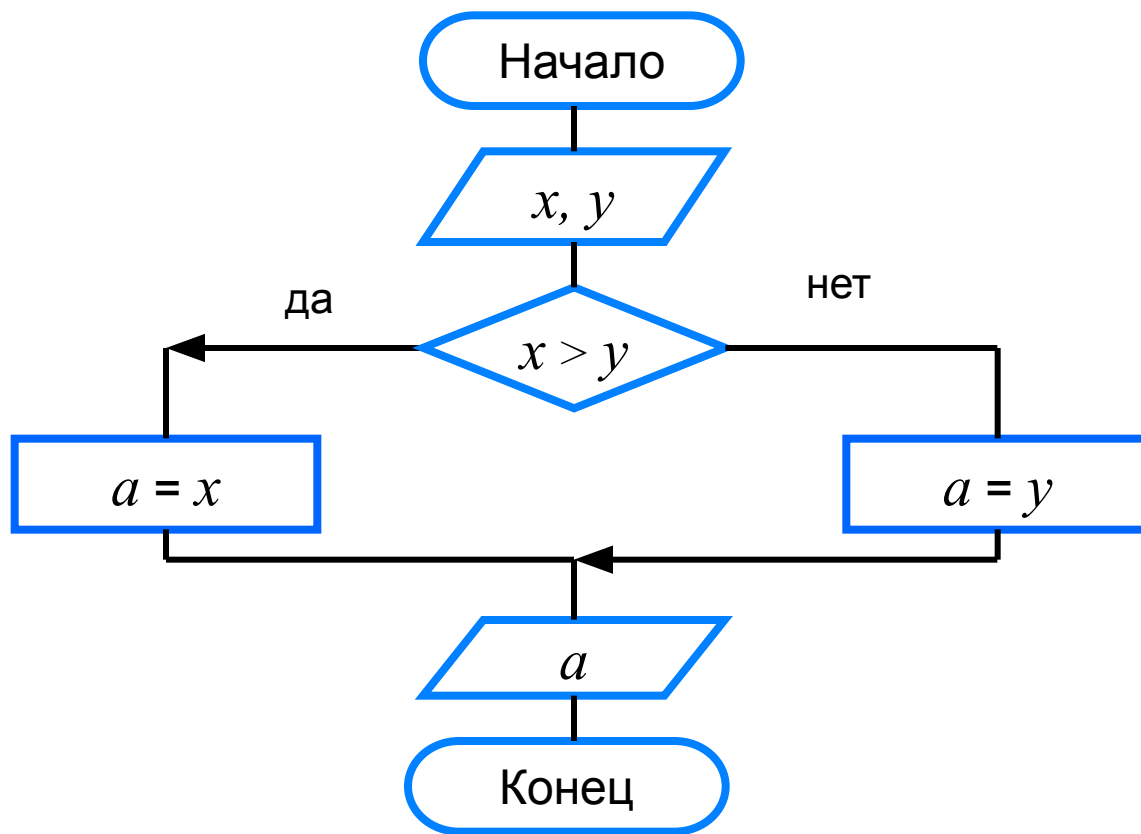 Начало
x, y
да
нет
x > y
a = x
a = y
a
Конец